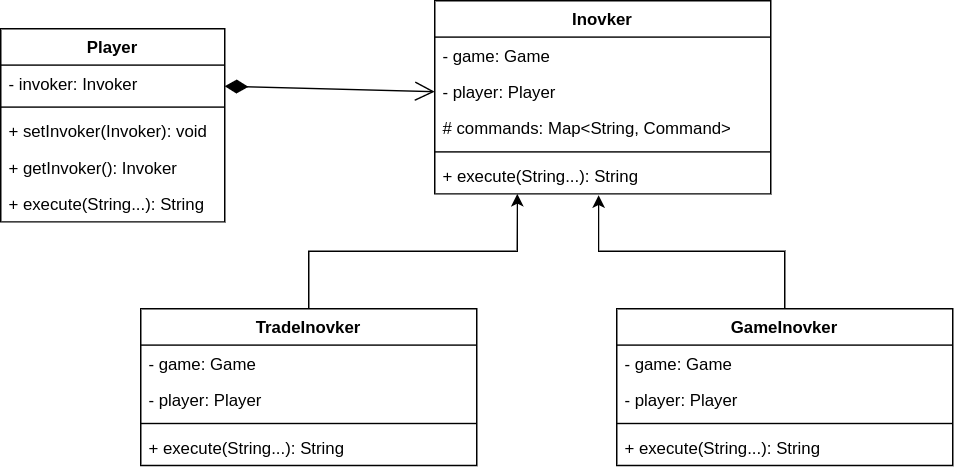 Player
- invoker: Invoker
+ setInvoker(Invoker): void
+ getInvoker(): Invoker
+ execute(String...): String
Inovker
- game: Game
- player: Player
# commands: Map<String, Command>
+ execute(String...): String
TradeInovker
- game: Game
- player: Player
+ execute(String...): String
GameInovker
- game: Game
- player: Player
+ execute(String...): String